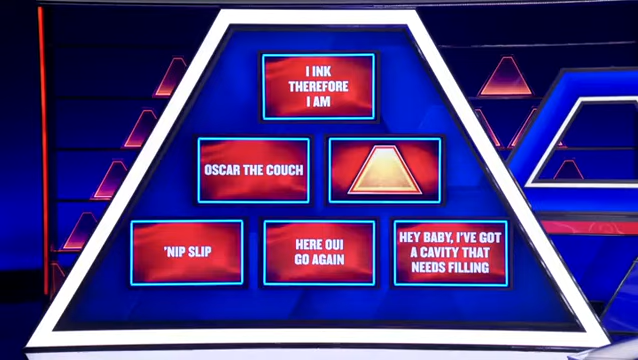 I INK
THEREFORE
I AM
OSCAR THE COUCH
'NIP SLIP
HERE OUI
GO AGAIN
HEY BABY, I'VE GOT
A CAVITY THAT
NEEDS FILLING